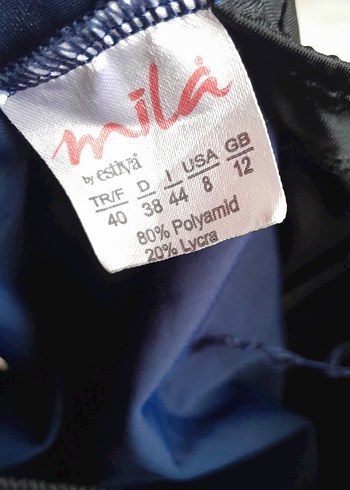 mila
by estiva
TR/F D I USA GB
40 38 44 8 12
80% Polyamid
20% Lycra